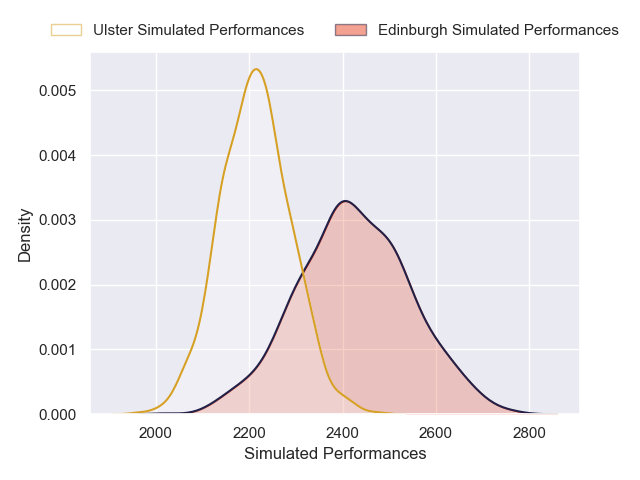 Ulster Simulated Performances
Edinburgh Simulated Performances
0.005
0.004
0.003
0.002
0.001
0.000
Density
2000
2200
2400
2600
2800
Simulated Performances